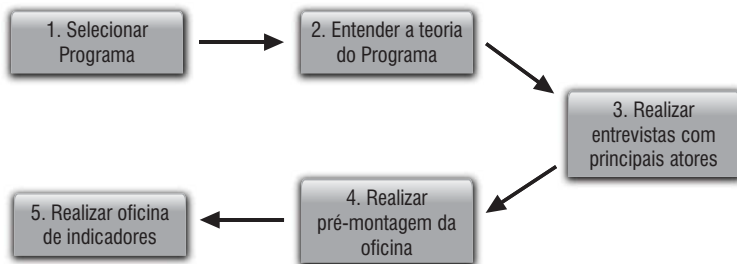 1. Selecionar
Programa
2. Entender a teoria
do Programa
3. Realizar
entrevistas com
principais atores
4. Realizar
pré-montagem da
oficina
5. Realizar oficina
de indicadores